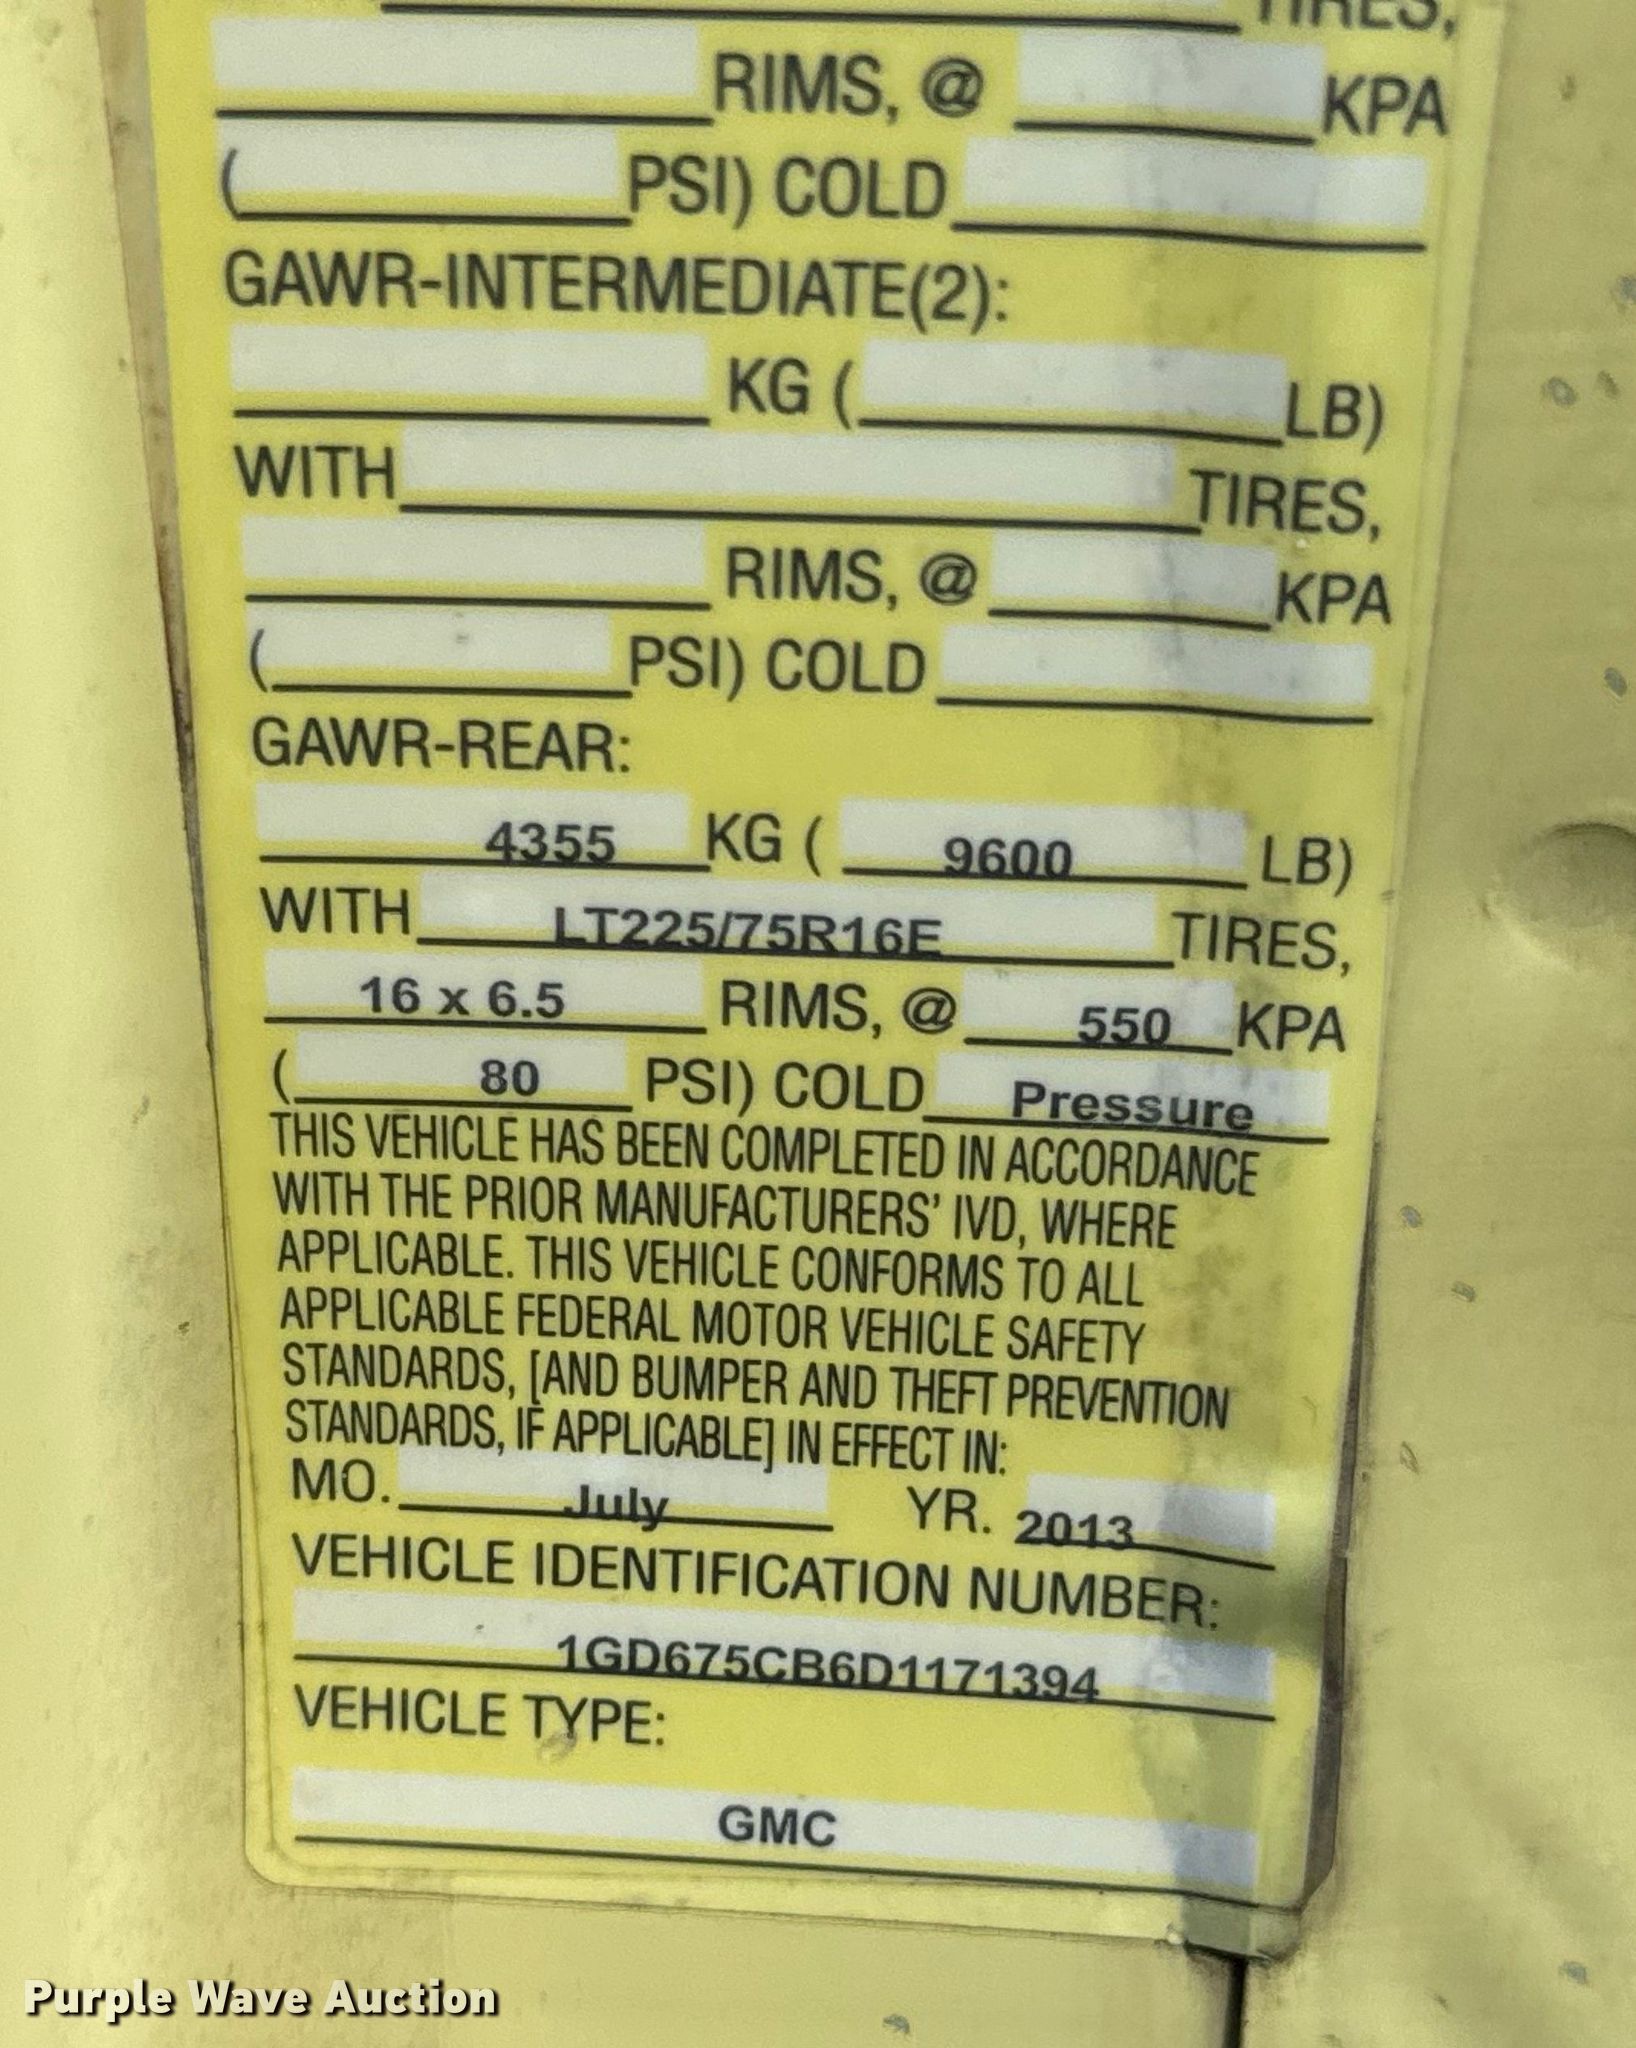 TIRES,
RIMS, @ KPA
( PSI) COLD
GAWR-INTERMEDIATE(2):
KG ( LB)
WITH TIRES,
RIMS, @ KPA
( PSI) COLD
GAWR-REAR:
4355 KG ( 9600 LB)
WITH LT225/75R16E TIRES,
16 x 6.5 RIMS, @ 550 KPA
( 80 PSI) COLD Pressure
THIS VEHICLE HAS BEEN COMPLETED IN ACCORDANCE
WITH THE PRIOR MANUFACTURERS' IVD, WHERE
APPLICABLE. THIS VEHICLE CONFORMS TO ALL
APPLICABLE FEDERAL MOTOR VEHICLE SAFETY
STANDARDS, [AND BUMPER AND THEFT PREVENTION
STANDARDS, IF APPLICABLE] IN EFFECT IN:
MO. July YR. 2013
VEHICLE IDENTIFICATION NUMBER:
1GD675CB6D1171394
VEHICLE TYPE:
GMC
Purple Wave Auction